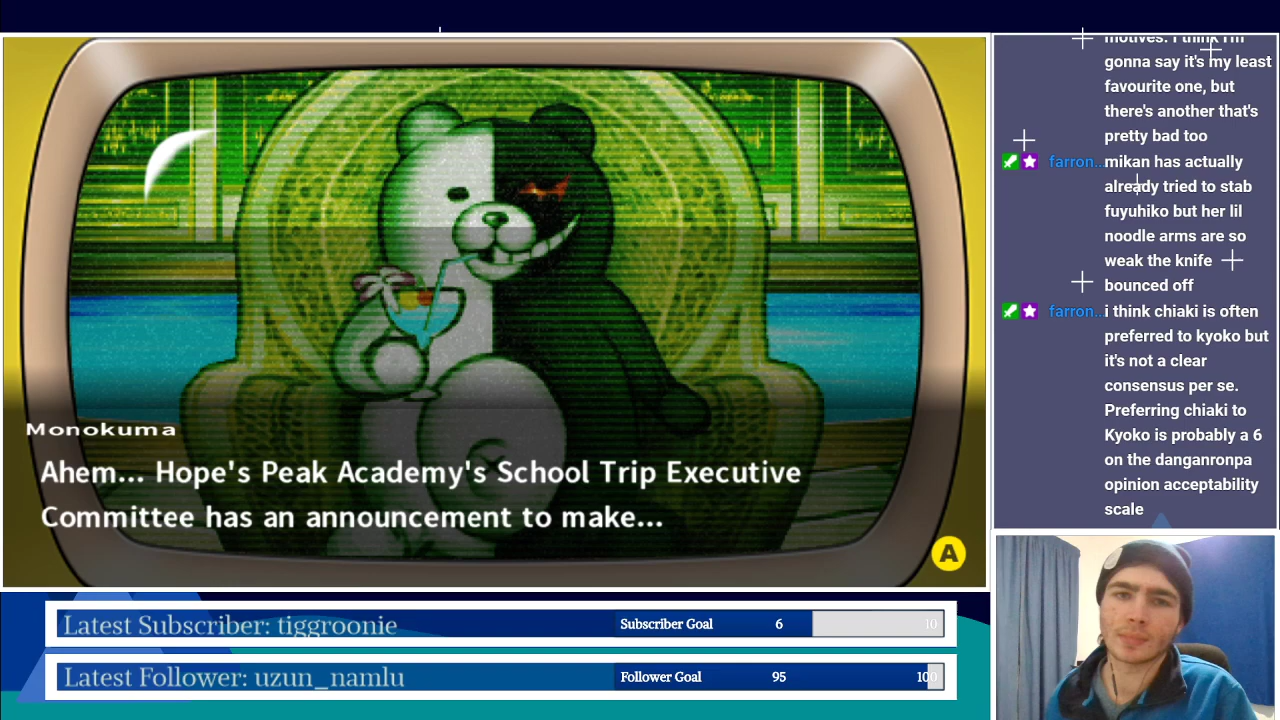 Monokuma
Ahem... Hope's Peak Academy's School Trip Executive
Committee has an announcement to make...
A
motives. I think I'm
gonna say it's my least
favourite one, but
there's another that's
pretty bad too
farron... mikan has actually
already tried to stab
fuyuhiko but her lil
noodle arms are so
weak the knife
bounced off
farron... i think chiaki is often
preferred to kyoko but
it's not a clear
consensus per se.
Preferring chiaki to
Kyoko is probably a 6
on the danganronpa
opinion acceptability
scale
Latest Subscriber: tiggroonie
Subscriber Goal 6 10
Latest Follower: uzun_namlu
Follower Goal 95 100